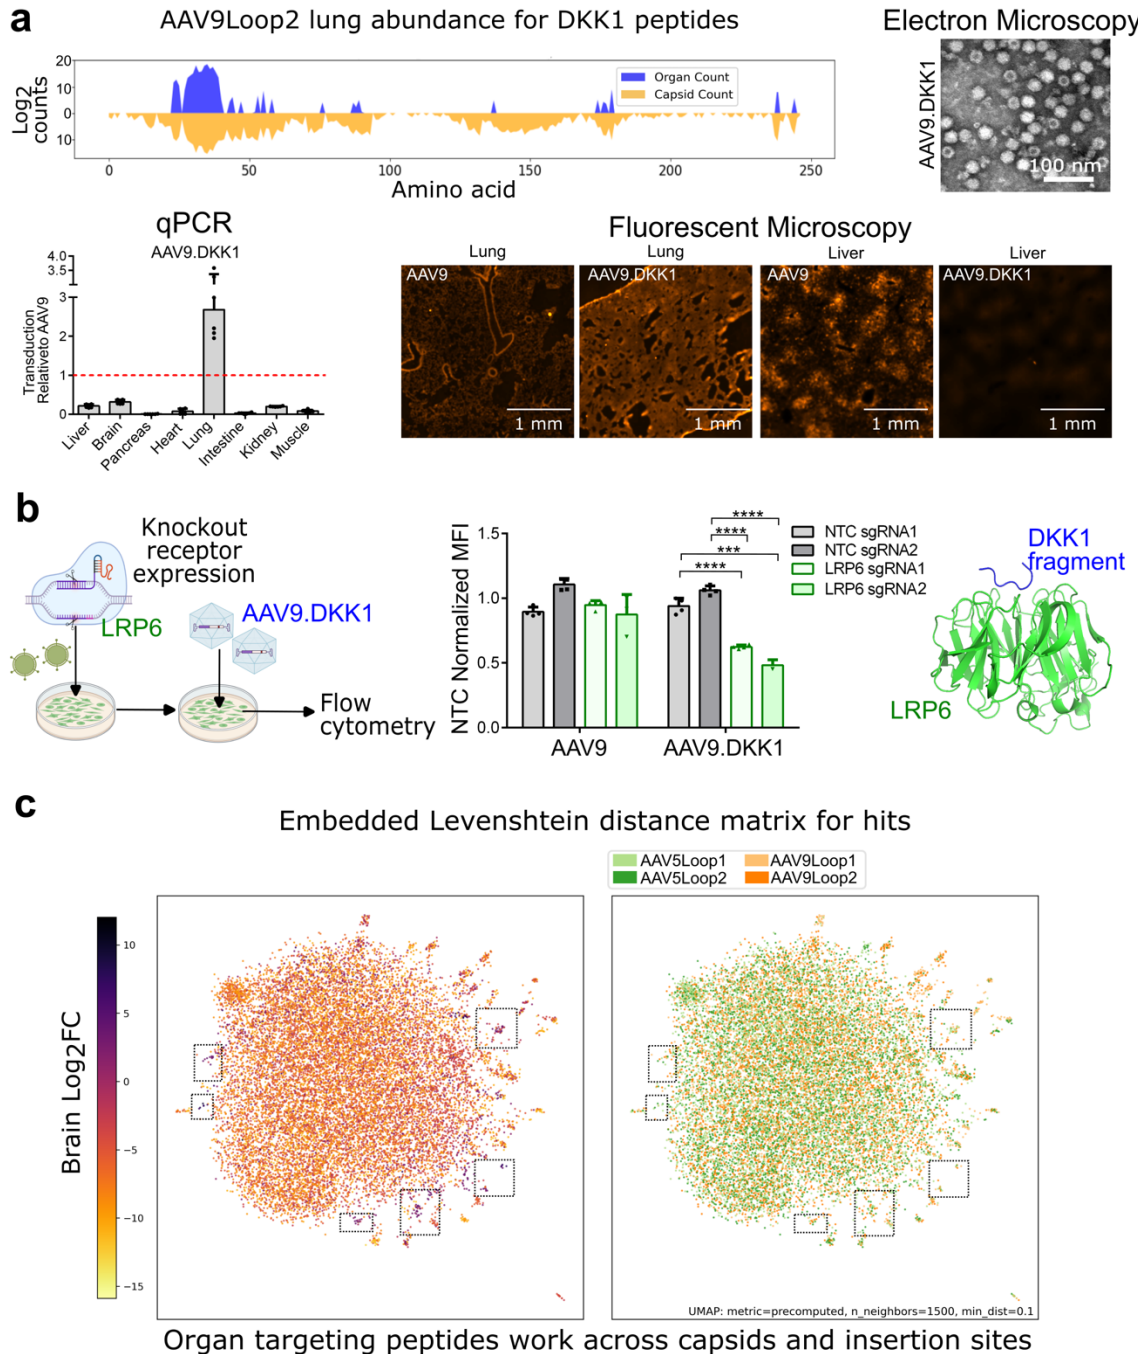 a
AAV9Loop2 lung abundance for DKK1 peptides
Log2 counts
20
10
0
10
Organ Count
Capsid Count
0
50
100
150
200
250
Amino acid
Electron Microscopy
AAV9.DKK1
100 nm
qPCR
AAV9.DKK1
Transduction
Relativeto AAV9
4.0
3.5
3
2
1
0
Liver
Brain
Pancreas
Heart
Lung
Intestine
Kidney
Muscle
Fluorescent Microscopy
Lung
Lung
Liver
Liver
AAV9
AAV9.DKK1
AAV9
AAV9.DKK1
1 mm
1 mm
1 mm
1 mm
b
Knockout
receptor
expression
LRP6
AAV9.DKK1
Flow
cytometry
NTC Normalized MFI
1.5
1.0
0.5
0.0
AAV9
AAV9.DKK1
****
****
***
****
NTC sgRNA1
NTC sgRNA2
LRP6 sgRNA1
LRP6 sgRNA2
DKK1
fragment
LRP6
c
Embedded Levenshtein distance matrix for hits
AAV5Loop1
AAV9Loop1
AAV5Loop2
AAV9Loop2
Brain Log2FC
10
5
0
−5
−10
−15
UMAP: metric=precomputed, n_neighbors=1500, min_dist=0.1
Organ targeting peptides work across capsids and insertion sites